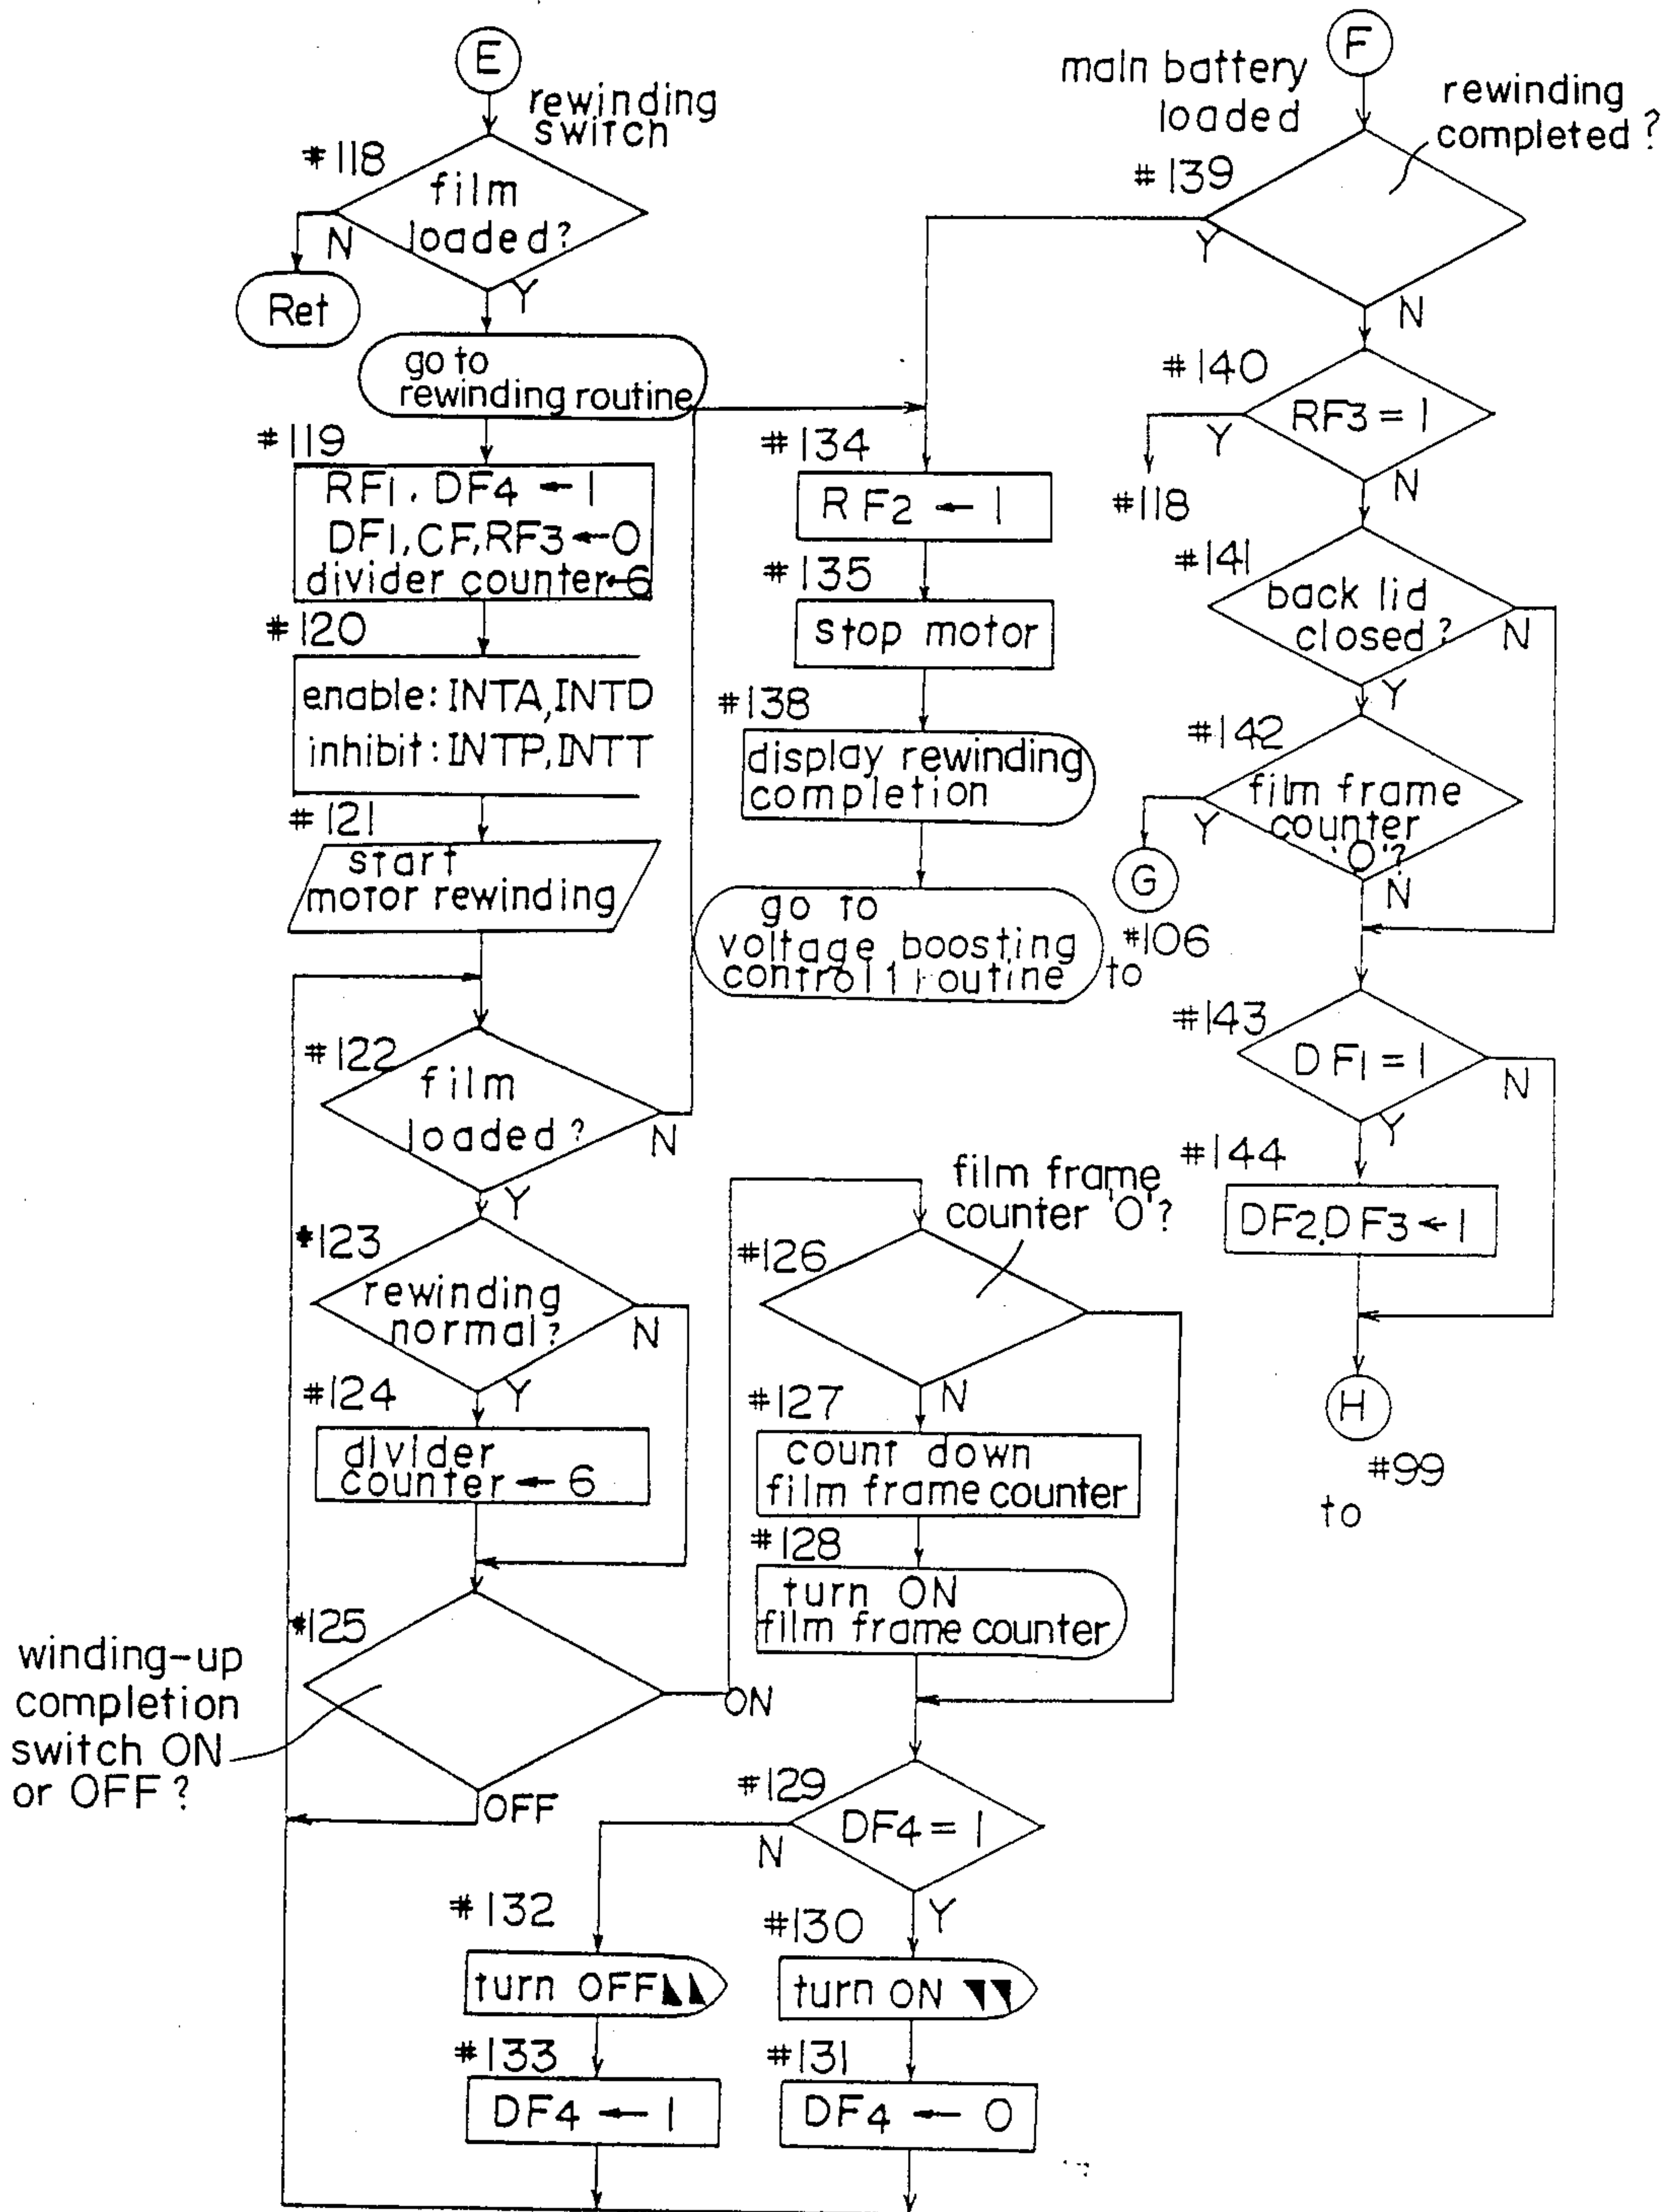 E
rewinding
switch
#118
film
loaded?
N
Y
Ret
go to
rewinding routine
#119
RF1, DF4 ← 1
DF1, CF, RF3 ← 0
divider counter ← 6
#120
enable: INTA, INTD
inhibit: INTP, INTT
#121
start
motor rewinding
#122
film
loaded?
N
Y
#123
rewinding
normal?
N
Y
#124
divider
counter ← 6
#125
winding-up
completion
switch ON
or OFF?
ON
OFF
#134
RF2 ← 1
#135
stop motor
#138
display rewinding
completion
go to
voltage boosting
control 1 routine
film frame
counter '0'?
#126
N
#127
count down
film frame counter
#128
turn ON
film frame counter
#129
DF4 = 1
N
Y
#132
turn OFF
#133
DF4 ← 1
#130
turn ON
#131
DF4 ← 0
F
main battery
loaded
rewinding
completed?
#139
Y
N
#140
RF3 = 1
Y
N
#118
#141
back lid
closed?
N
Y
#142
film frame
counter
'0'?
Y
N
G
#106
to
#143
DF1 = 1
N
Y
#144
DF2, DF3 ← 1
H
#99
to